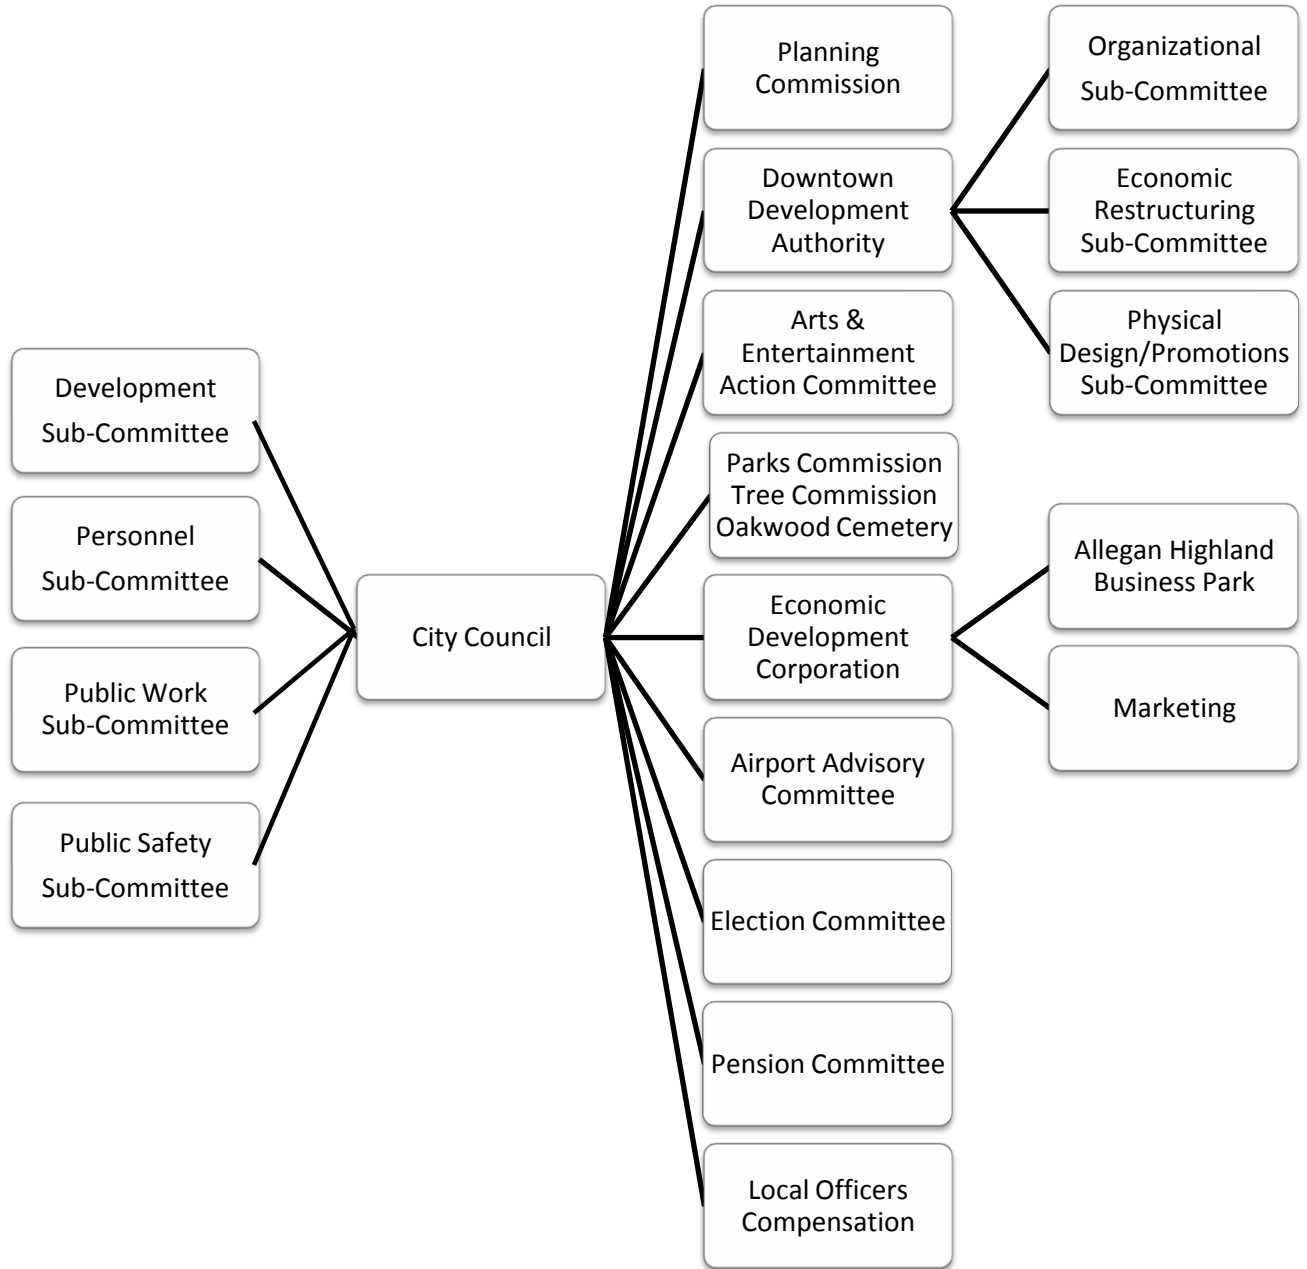 Development
Sub-Committee
Personnel
Sub-Committee
Public Work
Sub-Committee
Public Safety
Sub-Committee
City Council
Planning
Commission
Downtown
Development
Authority
Arts &
Entertainment
Action Committee
Parks Commission
Tree Commission
Oakwood Cemetery
Economic
Development
Corporation
Airport Advisory
Committee
Election Committee
Pension Committee
Local Officers
Compensation
Organizational
Sub-Committee
Economic
Restructuring
Sub-Committee
Physical
Design/Promotions
Sub-Committee
Allegan Highland
Business Park
Marketing